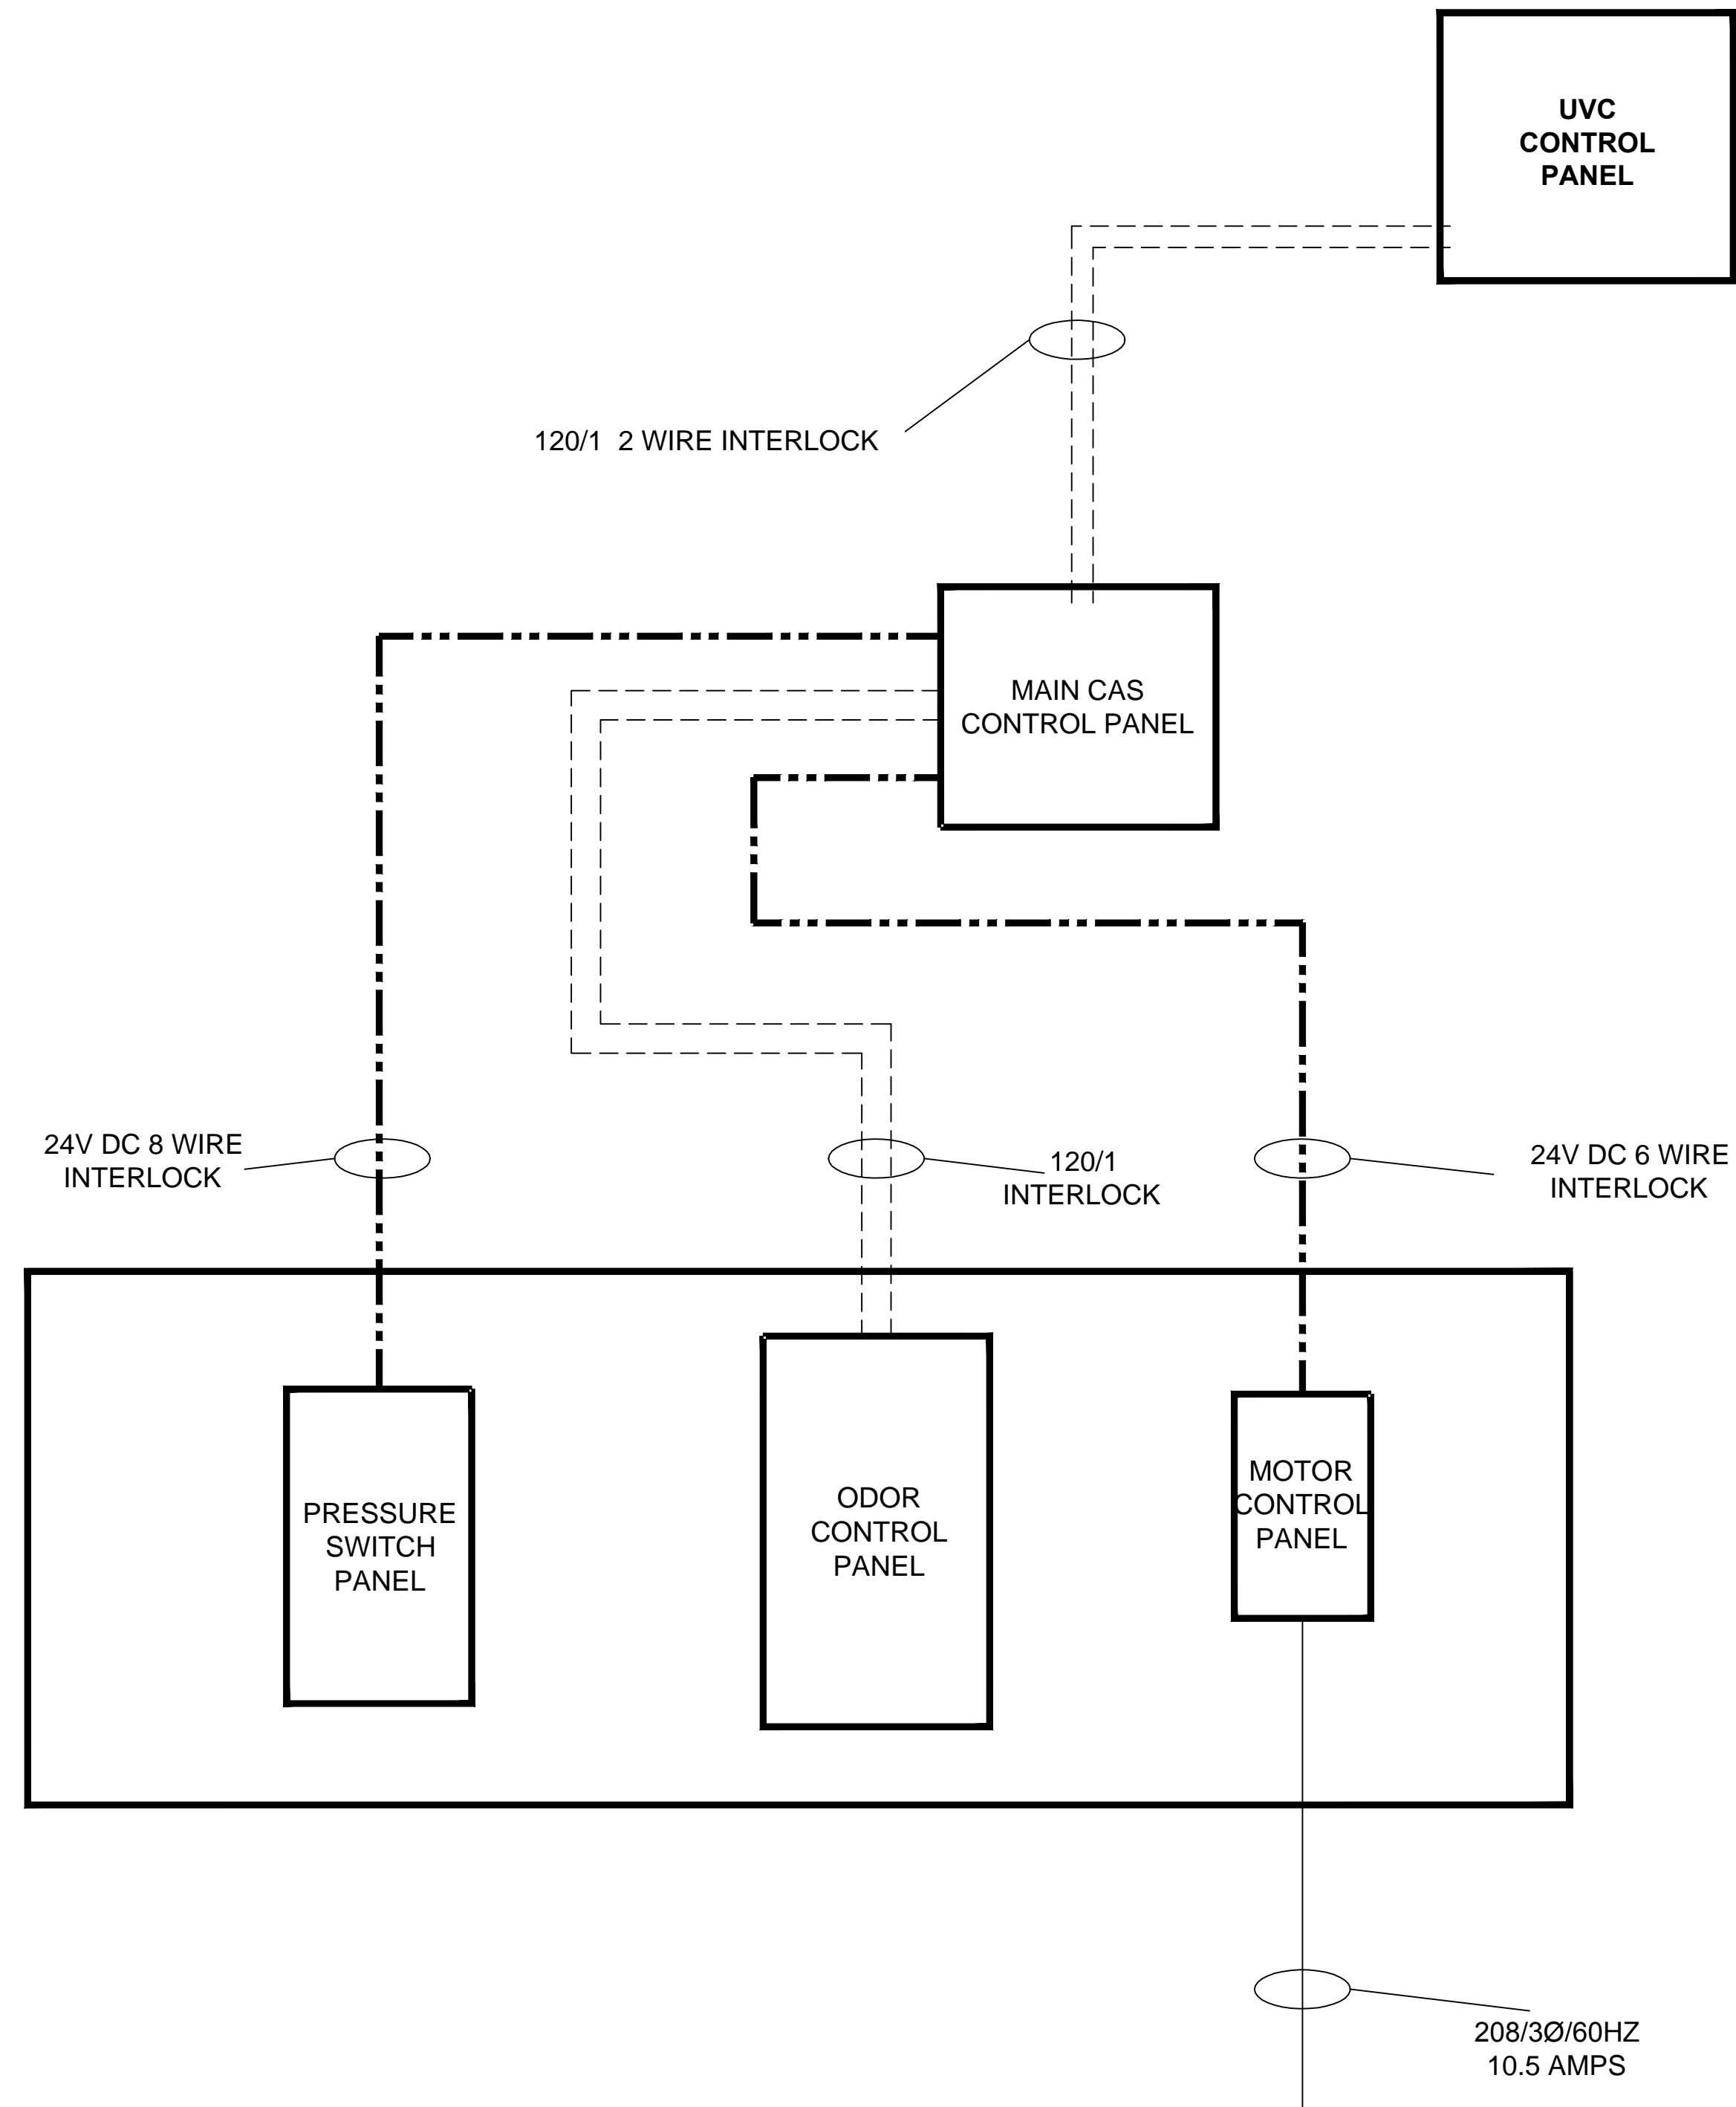 UVC
CONTROL
PANEL
120/1  2 WIRE INTERLOCK
MAIN CAS
CONTROL PANEL
24V DC 8 WIRE
INTERLOCK
120/1
INTERLOCK
24V DC 6 WIRE
INTERLOCK
PRESSURE
SWITCH
PANEL
ODOR
CONTROL
PANEL
MOTOR
CONTROL
PANEL
208/3Ø/60HZ
10.5 AMPS